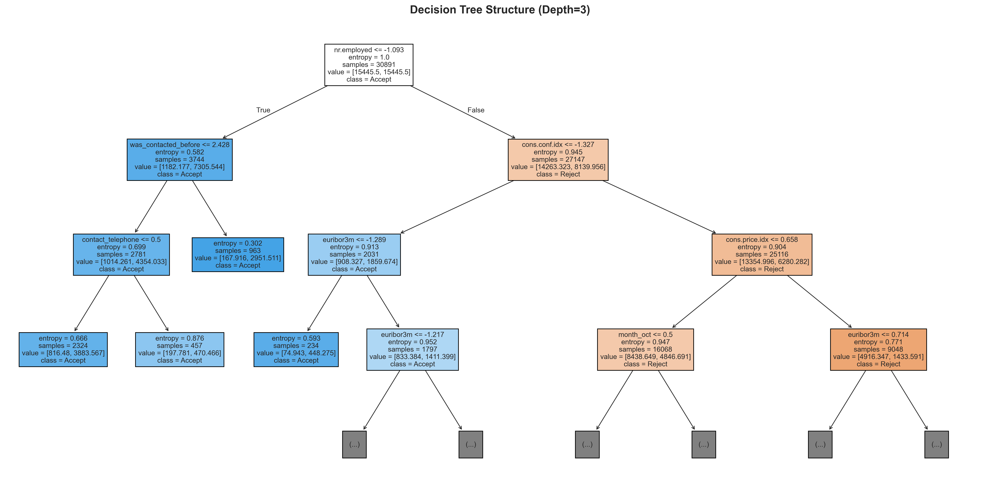 Decision Tree Structure (Depth=3)
nr.employed <= -1.093
entropy = 1.0
samples = 30891
value = [15445.5, 15445.5]
class = Accept
True
False
was_contacted_before <= 2.428
entropy = 0.582
samples = 3744
value = [1182.177, 7305.544]
class = Accept
cons.conf.idx <= -1.327
entropy = 0.945
samples = 27147
value = [14263.323, 8139.956]
class = Reject
contact_telephone <= 0.5
entropy = 0.699
samples = 2781
value = [1014.261, 4354.033]
class = Accept
entropy = 0.302
samples = 963
value = [167.916, 2951.511]
class = Accept
euribor3m <= -1.289
entropy = 0.913
samples = 2031
value = [908.327, 1859.674]
class = Accept
cons.price.idx <= 0.658
entropy = 0.904
samples = 25116
value = [13354.996, 6280.282]
class = Reject
entropy = 0.666
samples = 2324
value = [816.48, 3883.567]
class = Accept
entropy = 0.876
samples = 457
value = [197.781, 470.466]
class = Accept
entropy = 0.593
samples = 234
value = [74.943, 448.275]
class = Accept
euribor3m <= -1.217
entropy = 0.952
samples = 1797
value = [833.384, 1411.399]
class = Accept
month_oct <= 0.5
entropy = 0.947
samples = 16068
value = [8438.649, 4846.691]
class = Reject
euribor3m <= 0.714
entropy = 0.771
samples = 9048
value = [4916.347, 1433.591]
class = Reject
(...)
(...)
(...)
(...)
(...)
(...)